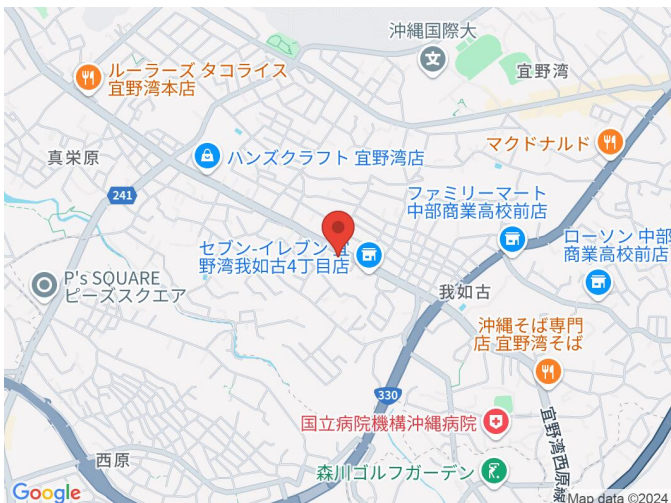 沖縄国際大
ルーラーズ タコライス
宜野湾本店
宜野湾
マクドナルド
真栄原
ハンズクラフト 宜野湾店
241
ファミリーマート
中部商業高校前店
セブン-イレブン 宜
野湾我如古4丁目店
ローソン 中部
商業高校前店
P's SQUARE
ピーズスクエア
我如古
沖縄そば専門
店 宜野湾そば
330
国立病院機構沖縄病院
宜野湾西原線
西原
森川ゴルフガーデン
Google
Map data ©2024